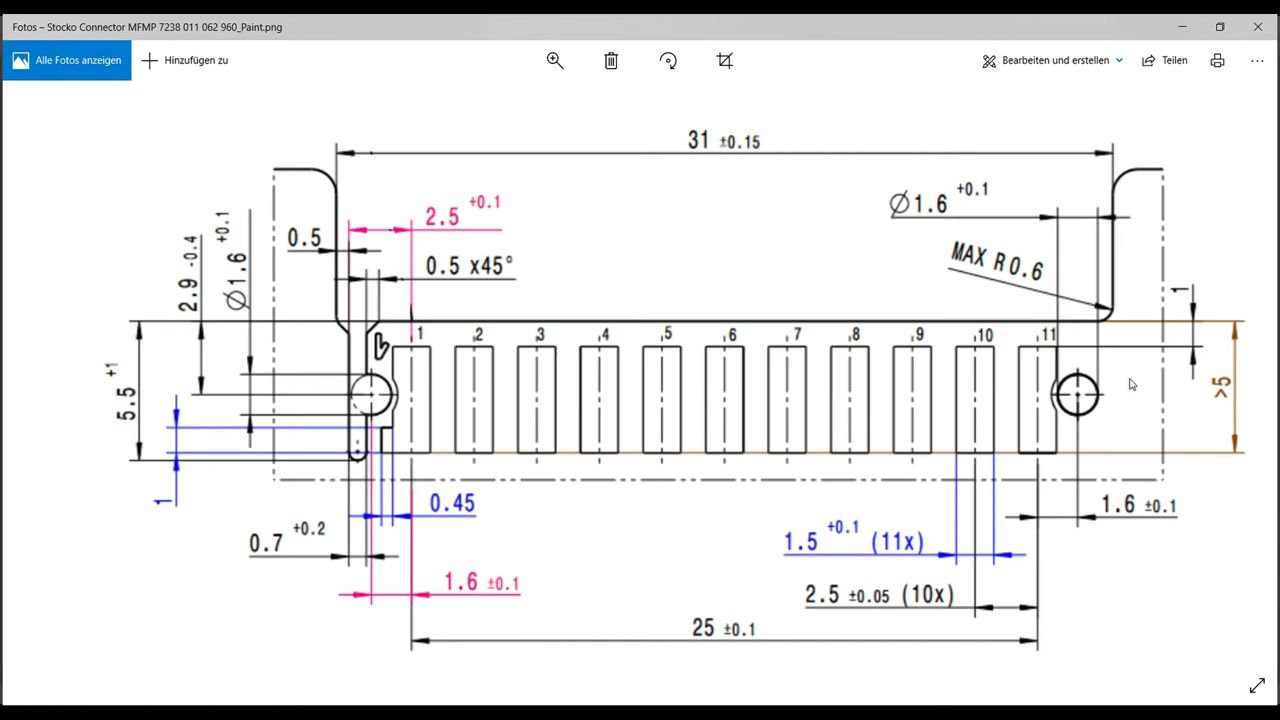 Fotos – Stocko Connector MFMP 7238 011 062 960_Paint.png
Alle Fotos anzeigen
Hinzufügen zu
Bearbeiten und erstellen
Teilen
31 ±0.15
Ø1.6 +0.1
2.5 +0.1
0.5
0.5 x45°
MAX R0.6
2.9 -0.4
Ø1.6 +0.1
1
1 2 3 4 5 6 7 8 9 10 11
5.5 +1
>5
1
0.45
1.6 ±0.1
0.7 +0.2
1.5 +0.1 (11x)
1.6 ±0.1
2.5 ±0.05 (10x)
25 ±0.1